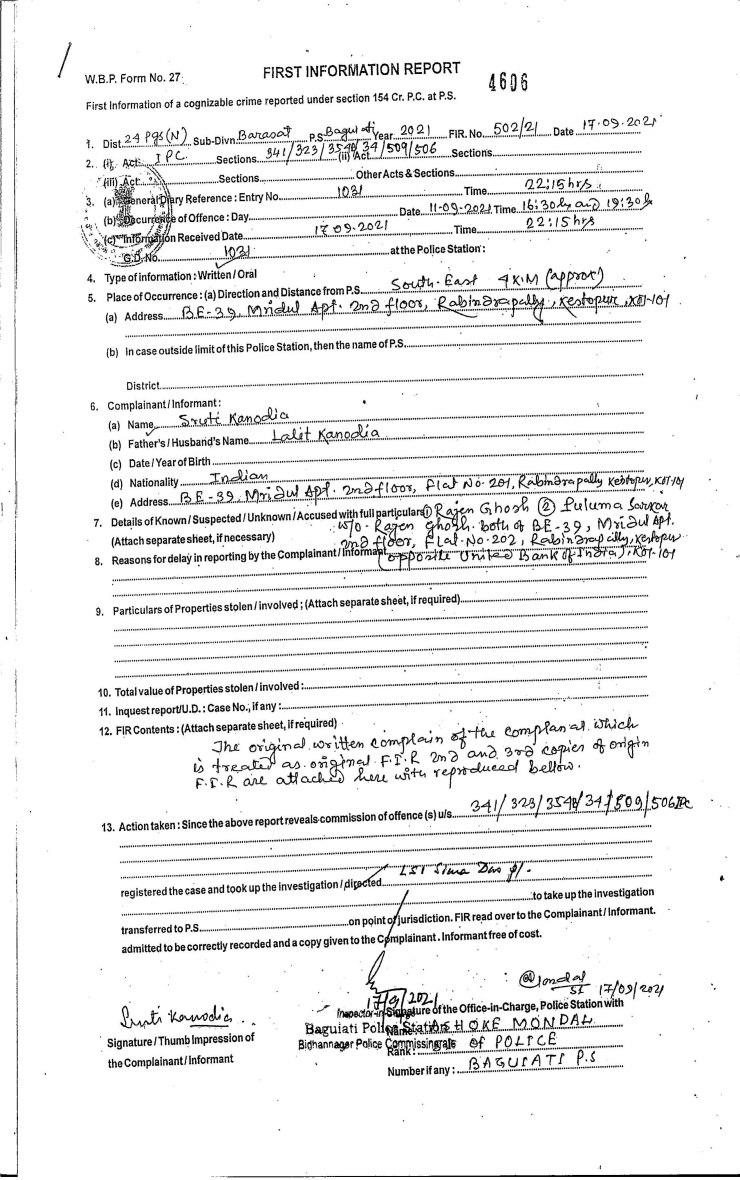 W.B.P. Form No. 27
FIRST INFORMATION REPORT
4606
First Information of a cognizable crime reported under section 154 Cr. P.C. at P.S.
1. Dist. 24 Pgs (N) Sub-Divn. Barasat P.S. Baguiati Year 2021 FIR. No. 502/21 Date 17.09.2021
2. (i) Act IPC Sections 341/323/354B/34/509/506 (ii) Act Sections
(iii) Act Sections Other Acts & Sections
3. (a) General Diary Reference : Entry No. 1031 Time 22:15 hrs
(b) Occurrence of Offence : Day Date 11-09-2021 Time 16:30 h and 19:30 h
(c) Information Received Date 17.09.2021 Time 22:15 hrs
G.D. No. 1031 at the Police Station :
4. Type of information : Written / Oral
5. Place of Occurrence : (a) Direction and Distance from P.S. South-East 4 K.M (approx)
(a) Address BE-39, Mridul Apt. 2nd floor, Rabindrapally, Kestopur, Kol-101
(b) In case outside limit of this Police Station, then the name of P.S.
District
6. Complainant / Informant :
(a) Name Sruti Kanodia
(b) Father's / Husband's Name Lalit Kanodia
(c) Date / Year of Birth
(d) Nationality Indian
(e) Address BE-39, Mridul Apt. 2nd floor, Flat No. 201, Rabindrapally Kestopur, Kol-101
7. Details of Known / Suspected / Unknown / Accused with full particulars ① Rajen Ghosh ② Fuluma Sarkar
(Attach separate sheet, if necessary) W/O- Rajen Ghosh. both of BE-39, Mridul Apt.
2nd floor, Flat-No-202, Rabindrapally, Kestopur
8. Reasons for delay in reporting by the Complainant / Informant (opposite United Bank of India), Kol-101
9. Particulars of Properties stolen / involved ; (Attach separate sheet, if required)
10. Total value of Properties stolen / involved :
11. Inquest report/U.D. : Case No., if any :
12. FIR Contents : (Attach separate sheet, if required)
The original written complain of the complanat which
is treated as original F.I.R 2nd and 3rd copies of origin
F.I.R are attached here with reproduced bellow.
13. Action taken : Since the above report reveals commission of offence (s) u/s. 341/323/354B/34/509/506 IPC
registered the case and took up the investigation / directed LSI Sima Das
to take up the investigation
transferred to P.S. on point of jurisdiction. FIR read over to the Complainant / Informant.
admitted to be correctly recorded and a copy given to the Complainant. Informant free of cost.
Mondal
SI 17/09/2021
17/9/2021
Sruti Kanodia
Signature of the Office-in-Charge, Police Station with
Baguiati Police Station
Name : ASHOKE MONDAL
Signature / Thumb Impression of
the Complainant / Informant
Bidhannagar Police Commissionerate
Rank : SI of POLICE
Number if any : BAGUIATI P.S